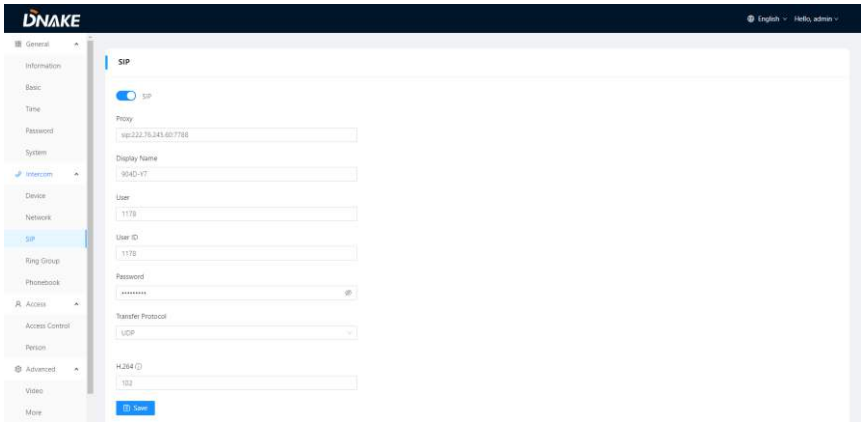 DNAKE
English
Hello, admin
General
Information
Basic
Time
Password
System
Intercom
Device
Network
SIP
Ring Group
Phonebook
Access
Access Control
Person
Advanced
Video
More
SIP
SIP
Proxy
sip:222.76.245.60:7788
Display Name
904D-Y7
User
1178
User ID
1178
Password
•••••••••
Transfer Protocol
UDP
H.264
102
Save